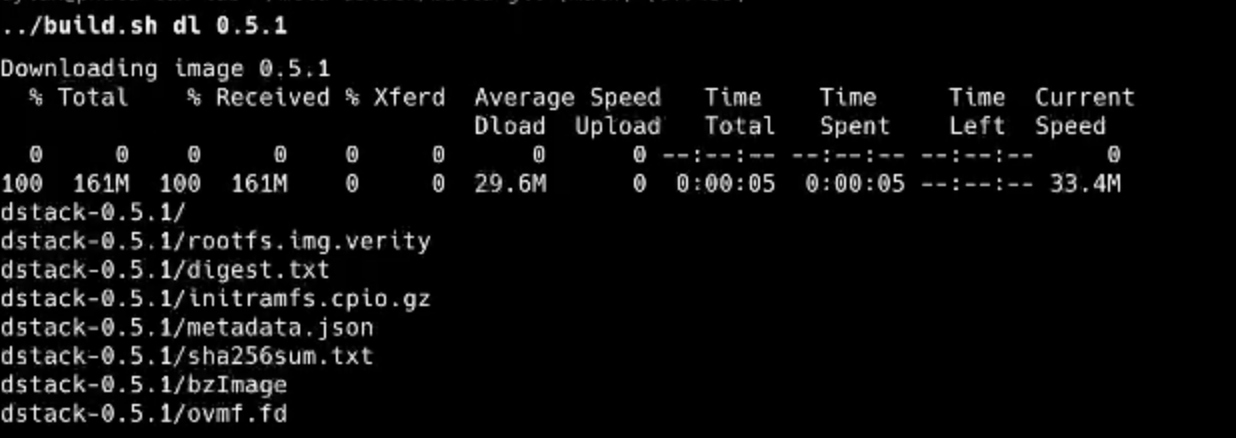 ../build.sh dl 0.5.1
Downloading image 0.5.1
  % Total    % Received % Xferd  Average Speed   Time    Time     Time  Current
                                 Dload  Upload   Total   Spent    Left  Speed
  0     0    0     0    0     0      0      0 --:--:-- --:--:-- --:--:--     0
100  161M  100  161M    0     0  29.6M      0  0:00:05  0:00:05 --:--:-- 33.4M
dstack-0.5.1/
dstack-0.5.1/rootfs.img.verity
dstack-0.5.1/digest.txt
dstack-0.5.1/initramfs.cpio.gz
dstack-0.5.1/metadata.json
dstack-0.5.1/sha256sum.txt
dstack-0.5.1/bzImage
dstack-0.5.1/ovmf.fd